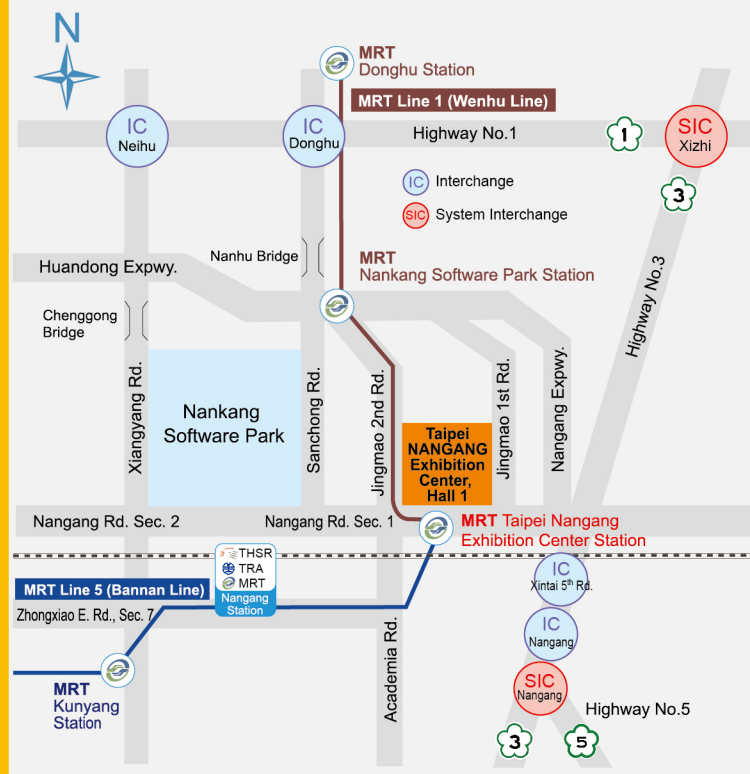 N
MRT
Donghu Station
MRT Line 1 (Wenhu Line)
IC
Neihu
IC
Donghu
Highway No.1
1
SIC
Xizhi
3
IC
Interchange
SIC
System Interchange
Nanhu Bridge
MRT
Nankang Software Park Station
Huandong Expwy.
Chenggong
Bridge
Highway No.3
Xiangyang Rd.
Nankang
Software Park
Sanchong Rd.
Jingmao 2nd Rd.
Taipei
NANGANG
Exhibition
Center,
Hall 1
Jingmao 1st Rd.
Nangang Expwy.
Nangang Rd. Sec. 2
Nangang Rd. Sec. 1
MRT Taipei Nangang
Exhibition Center Station
THSR
TRA
MRT
Nangang
Station
MRT Line 5 (Bannan Line)
Zhongxiao E. Rd., Sec. 7
IC
Xintai 5th Rd.
IC
Nangang
SIC
Nangang
Academia Rd.
MRT
Kunyang
Station
Highway No.5
3
5